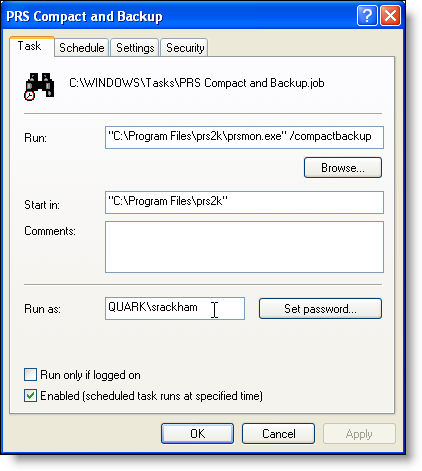 PRS Compact and Backup
Task Schedule Settings Security
C:\WINDOWS\Tasks\PRS Compact and Backup.job
Run: "C:\Program Files\prs2k\prsmon.exe" /compactbackup
Browse...
Start in: "C:\Program Files\prs2k"
Comments:
Run as: QUARK\srackham Set password...
Run only if logged on
Enabled (scheduled task runs at specified time)
OK Cancel Apply